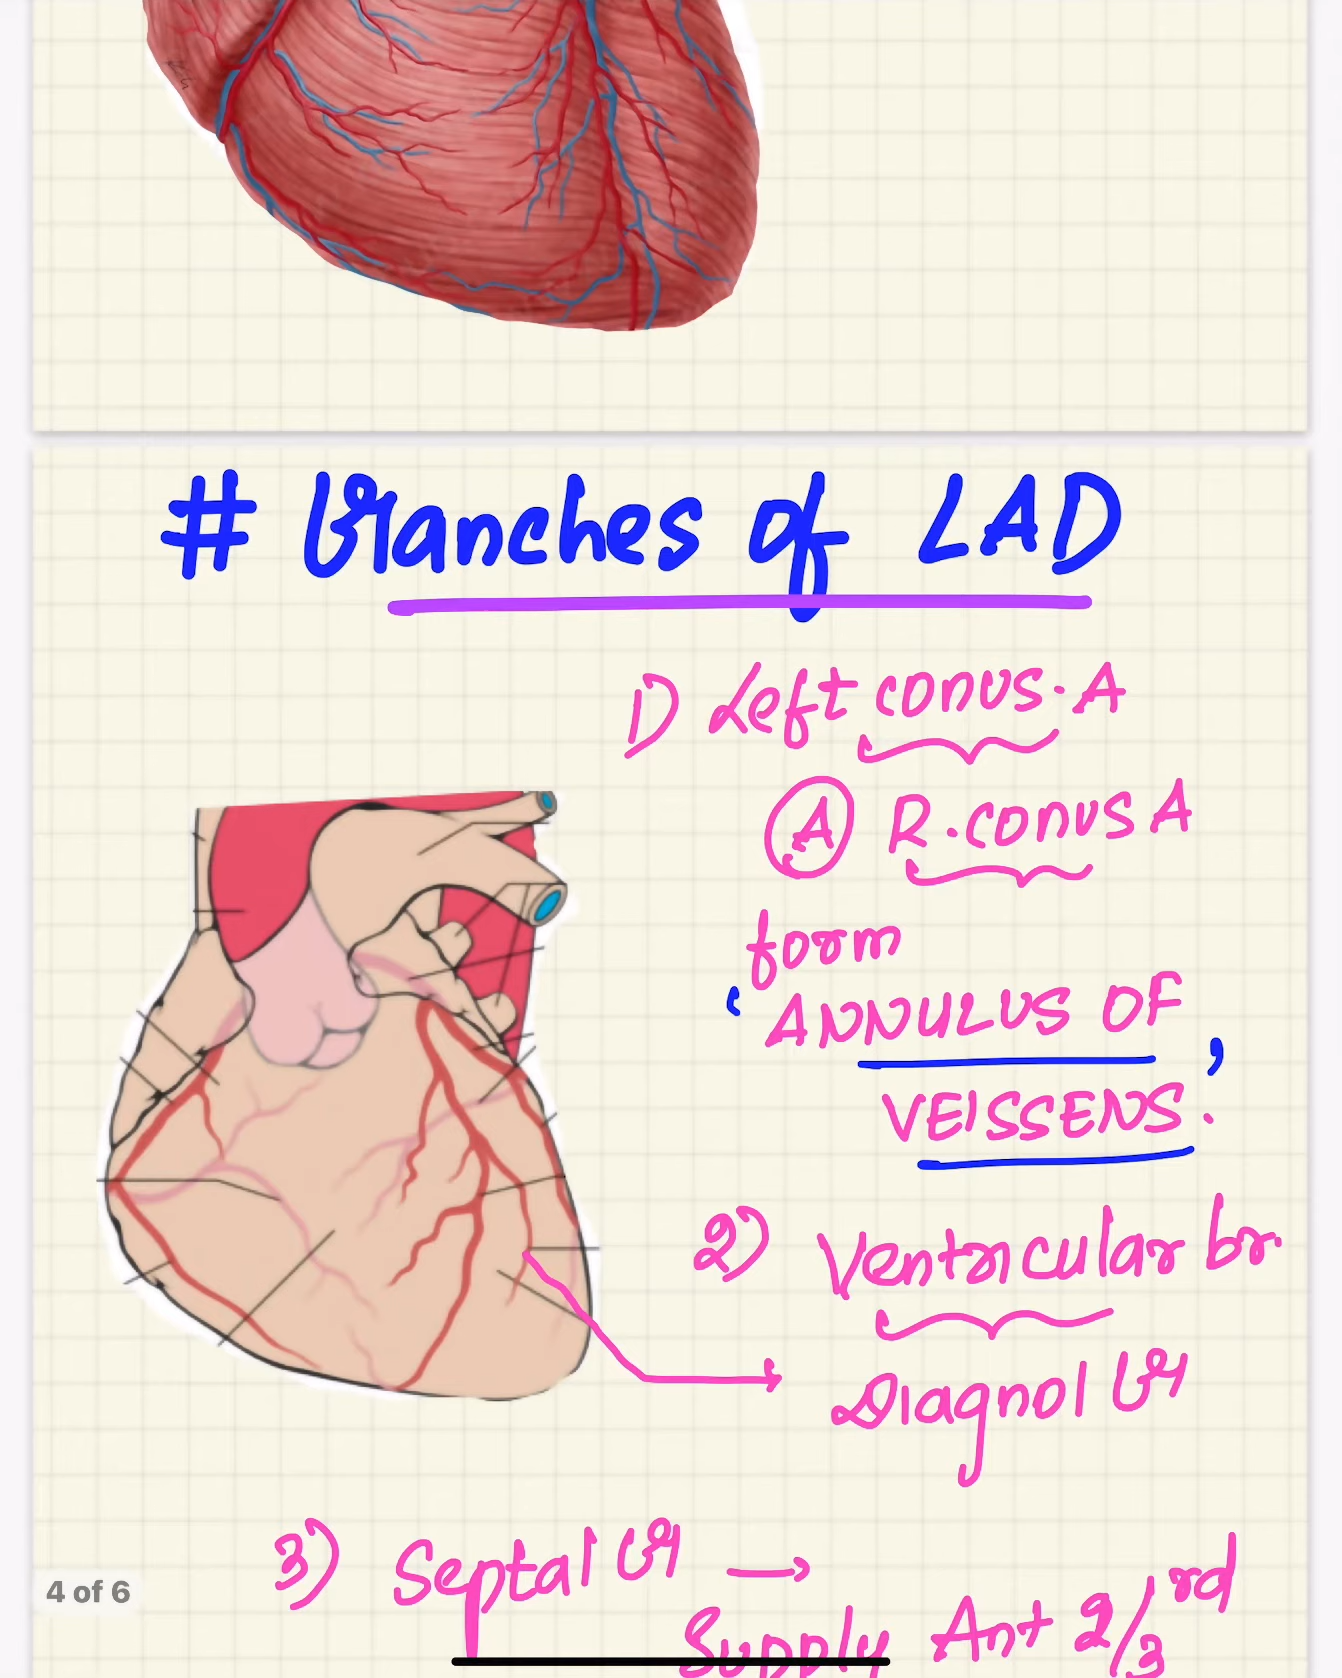 # Branches of LAD
1) Left conus. A
A R. conus A
form
'ANNULUS OF
VEISSENS.'
2) Ventricular br.
Diagnol br
3) Septal br →
Supply Ant 2/3rd
4 of 6